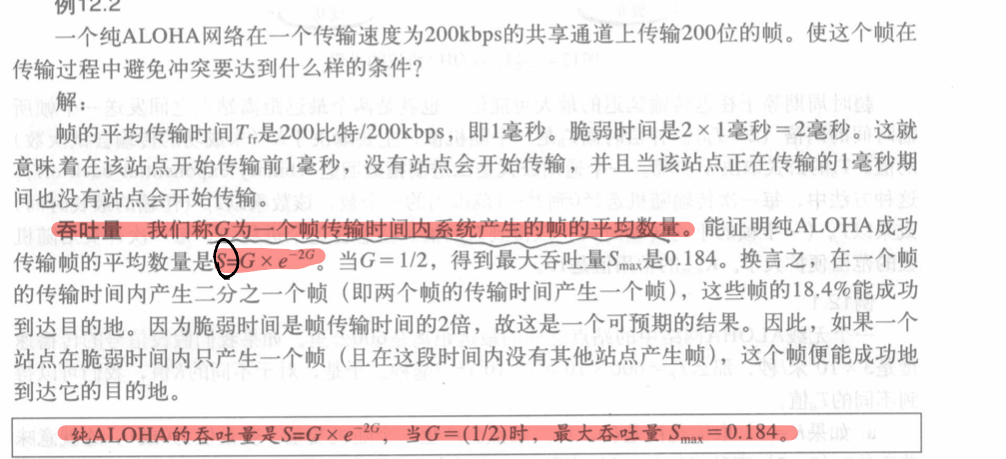 例12.2
一个纯ALOHA网络在一个传输速度为200kbps的共享通道上传输200位的帧。使这个帧在
传输过程中避免冲突要达到什么样的条件?
解:
帧的平均传输时间Tfr是200比特/200kbps,即1毫秒。脆弱时间是2×1毫秒=2毫秒。这就
意味着在该站点开始传输前1毫秒,没有站点会开始传输,并且当该站点正在传输的1毫秒期
间也没有站点会开始传输。
吞吐量 我们称G为一个帧传输时间内系统产生的帧的平均数量。能证明纯ALOHA成功
传输帧的平均数量是S=G×e⁻²ᴳ。当G=1/2,得到最大吞吐量Smax是0.184。换言之,在一个帧
的传输时间内产生二分之一个帧(即两个帧的传输时间产生一个帧),这些帧的18.4%能成功
到达目的地。因为脆弱时间是帧传输时间的2倍,故这是一个可预期的结果。因此,如果一个
站点在脆弱时间内只产生一个帧(且在这段时间内没有其他站点产生帧),这个帧便能成功地
到达它的目的地。
纯ALOHA的吞吐量是S=G×e⁻²ᴳ,当G=(1/2)时,最大吞吐量Smax=0.184。